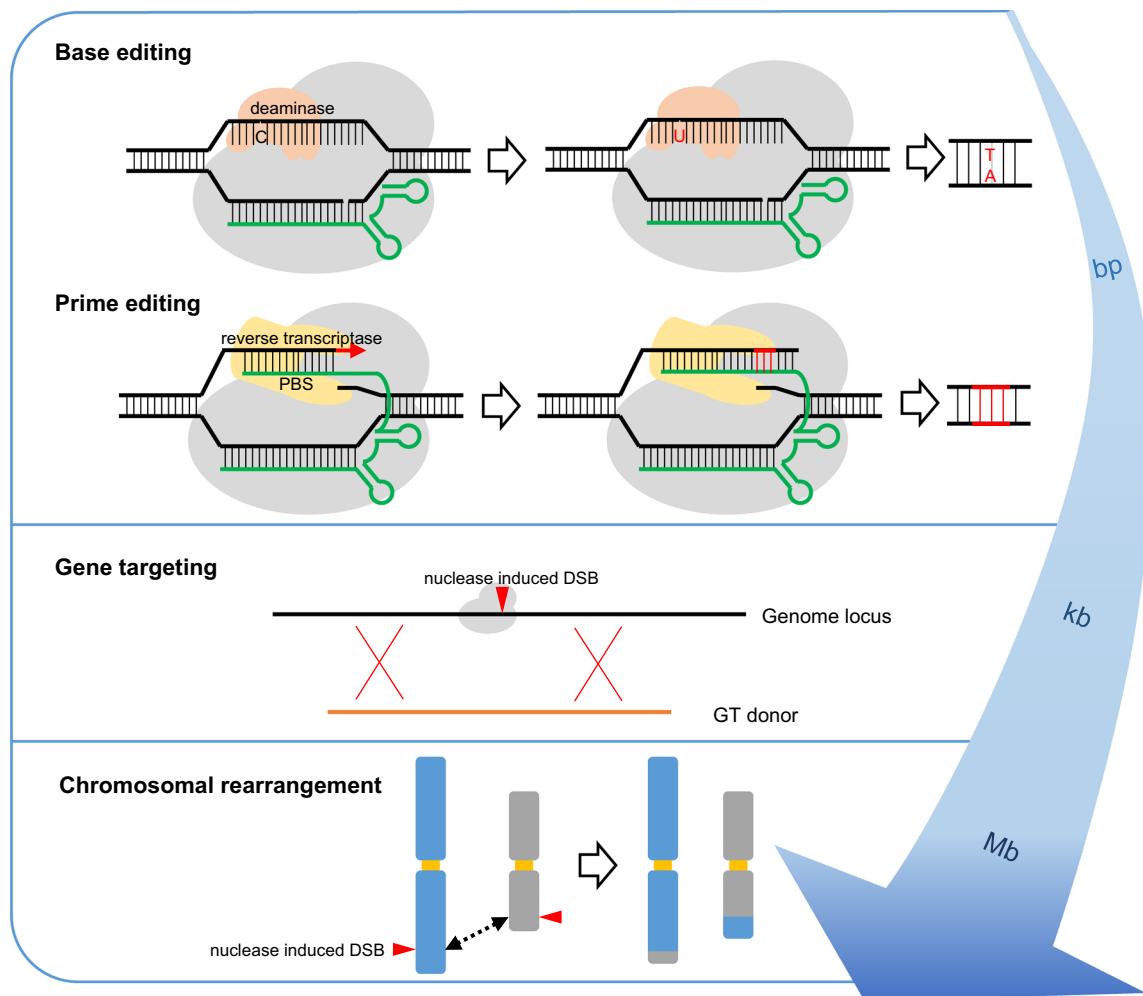 Base editing
deaminase
C
U
T
A
bp
Prime editing
reverse transcriptase
PBS
Gene targeting
nuclease induced DSB
Genome locus
kb
GT donor
Chromosomal rearrangement
Mb
nuclease induced DSB